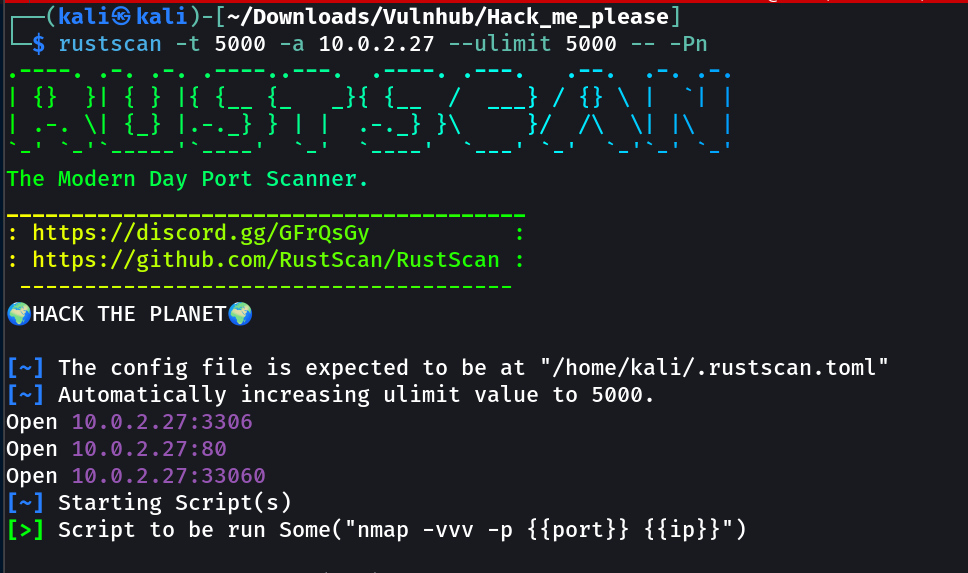 ┌──(kali㉿kali)-[~/Downloads/Vulnhub/Hack_me_please]
└─$ rustscan -t 5000 -a 10.0.2.27 --ulimit 5000 -- -Pn
.----. .-. .-. .----..---.  .----. .---.   .--.  .-. .-.
| {}  }| { } |{ {__ {_   _}{ {__  /  ___} / {} \ |  `| |
| .-. \| {_} |.-._} } | |  .-._} }\     }/  /\  \| |\  |
`-' `-'`-----'`----'  `-'  `----'  `---' `-'  `-'`-' `-'
The Modern Day Port Scanner.
________________________________________
: https://discord.gg/GFrQsGy           :
: https://github.com/RustScan/RustScan :
 --------------------------------------
🌍HACK THE PLANET🌍
[~] The config file is expected to be at "/home/kali/.rustscan.toml"
[~] Automatically increasing ulimit value to 5000.
Open 10.0.2.27:3306
Open 10.0.2.27:80
Open 10.0.2.27:33060
[~] Starting Script(s)
[>] Script to be run Some("nmap -vvv -p {{port}} {{ip}}")